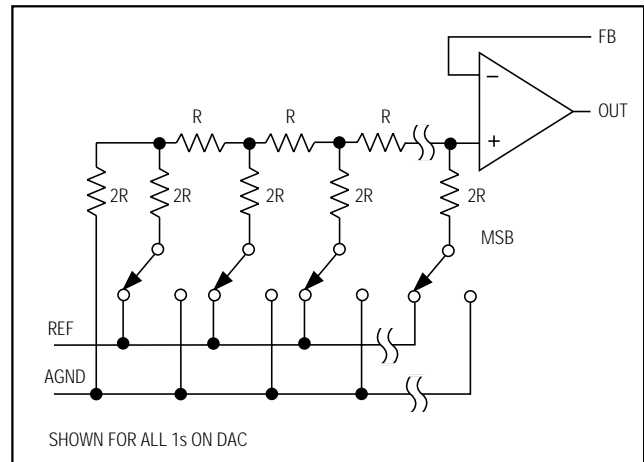 FB
−
OUT
+
R R R
2R 2R 2R 2R 2R
MSB
REF
AGND
SHOWN FOR ALL 1s ON DAC